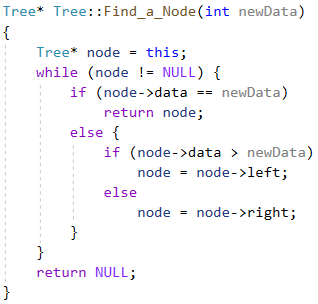 Tree* Tree::Find_a_Node(int newData)
{
    Tree* node = this;
    while (node != NULL) {
        if (node->data == newData)
            return node;
        else {
            if (node->data > newData)
                node = node->left;
            else
                node = node->right;
        }
    }
    return NULL;
}